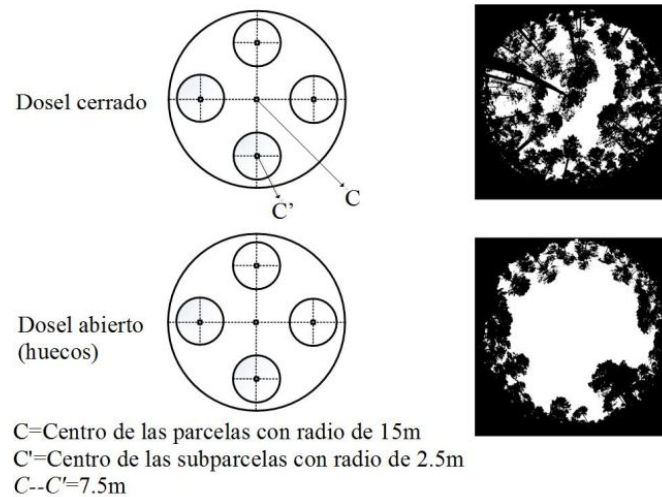 Dosel cerrado
C'
C
Dosel abierto
(huecos)
C=Centro de las parcelas con radio de 15m
C'=Centro de las subparcelas con radio de 2.5m
C--C'=7.5m